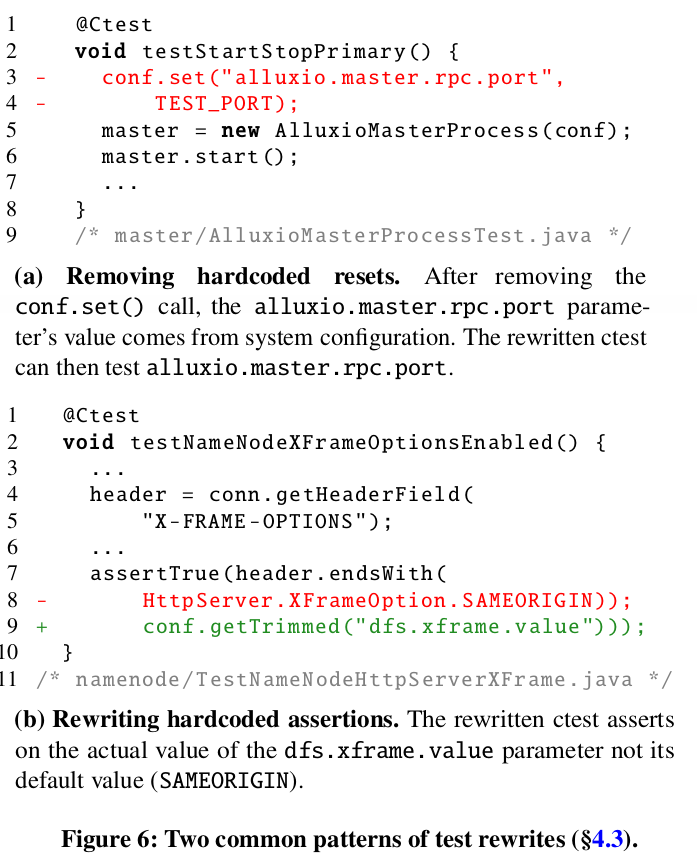 1 @Ctest
2 void testStartStopPrimary() {
3 - conf.set("alluxio.master.rpc.port",
4 - TEST_PORT);
5 master = new AlluxioMasterProcess(conf);
6 master.start();
7 ...
8 }
9 /* master/AlluxioMasterProcessTest.java */
(a) Removing hardcoded resets. After removing the
conf.set() call, the alluxio.master.rpc.port parame-
ter's value comes from system configuration. The rewritten ctest
can then test alluxio.master.rpc.port.
1 @Ctest
2 void testNameNodeXFrameOptionsEnabled() {
3 ...
4 header = conn.getHeaderField(
5 "X-FRAME-OPTIONS");
6 ...
7 assertTrue(header.endsWith(
8 - HttpServer.XFrameOption.SAMEORIGIN));
9 + conf.getTrimmed("dfs.xframe.value")));
10 }
11 /* namenode/TestNameNodeHttpServerXFrame.java */
(b) Rewriting hardcoded assertions. The rewritten ctest asserts
on the actual value of the dfs.xframe.value parameter not its
default value (SAMEORIGIN).
Figure 6: Two common patterns of test rewrites (§4.3).